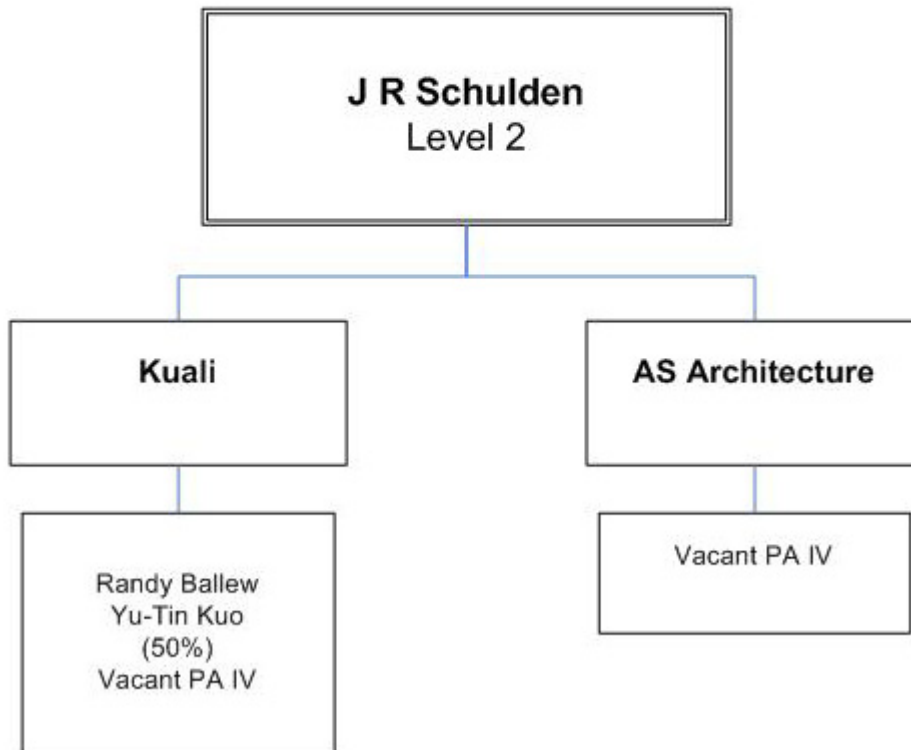 J R Schulden
Level 2
Kuali
AS Architecture
Randy Ballew
Yu-Tin Kuo
(50%)
Vacant PA IV
Vacant PA IV